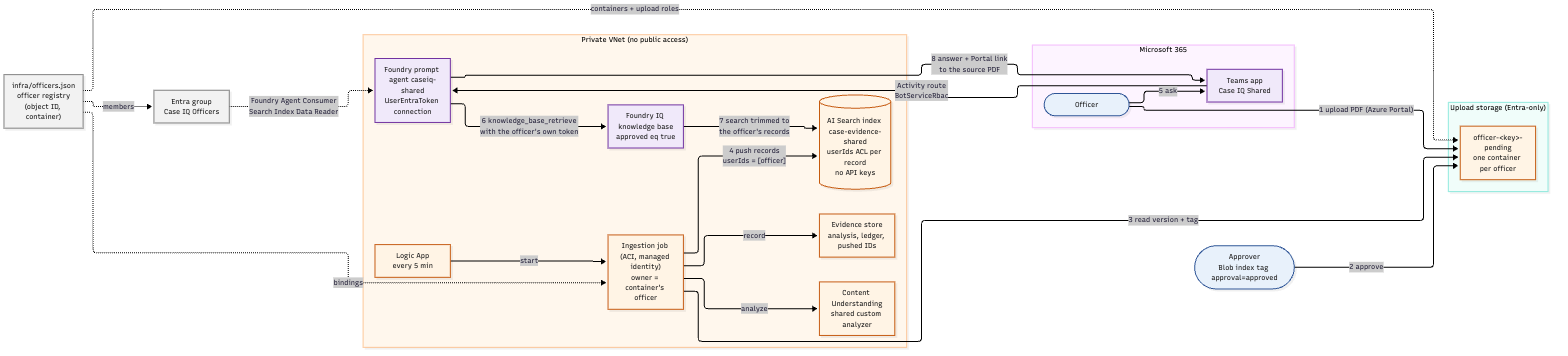 containers + upload roles
Private VNet (no public access)
Microsoft 365
infra/officers.json
officer registry
(object ID,
container)
members
Entra group
Case IQ Officers
Foundry Agent Consumer
Search Index Data Reader
Foundry prompt
agent caseiq-
shared
UserEntraToken
connection
8 answer + Portal link
to the source PDF
Activity route
BotServiceRbac
Officer
5 ask
Teams app
Case IQ Shared
1 upload PDF (Azure Portal)
Upload storage (Entra-only)
officer-<key>-
pending
one container
per officer
6 knowledge_base_retrieve
with the officer's own token
Foundry IQ
knowledge base
approved eq true
7 search trimmed to
the officer's records
AI Search index
case-evidence-
shared
userIds ACL per
record
no API keys
4 push records
userIds = [officer]
3 read version + tag
Logic App
every 5 min
start
Ingestion job
(ACI, managed
identity)
owner =
container's
officer
record
Evidence store
analysis, ledger,
pushed IDs
Approver
Blob index tag
approval=approved
2 approve
bindings
analyze
Content
Understanding
shared custom
analyzer